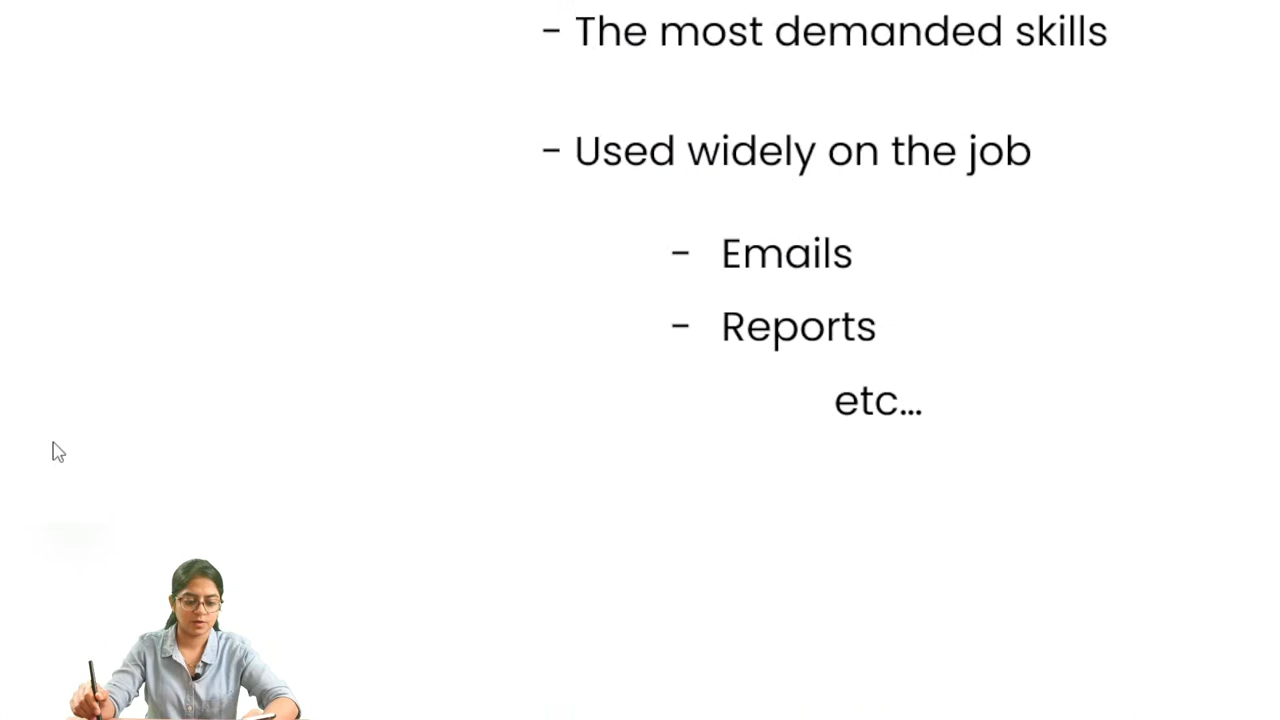 - The most demanded skills
- Used widely on the job
- Emails
- Reports
etc...